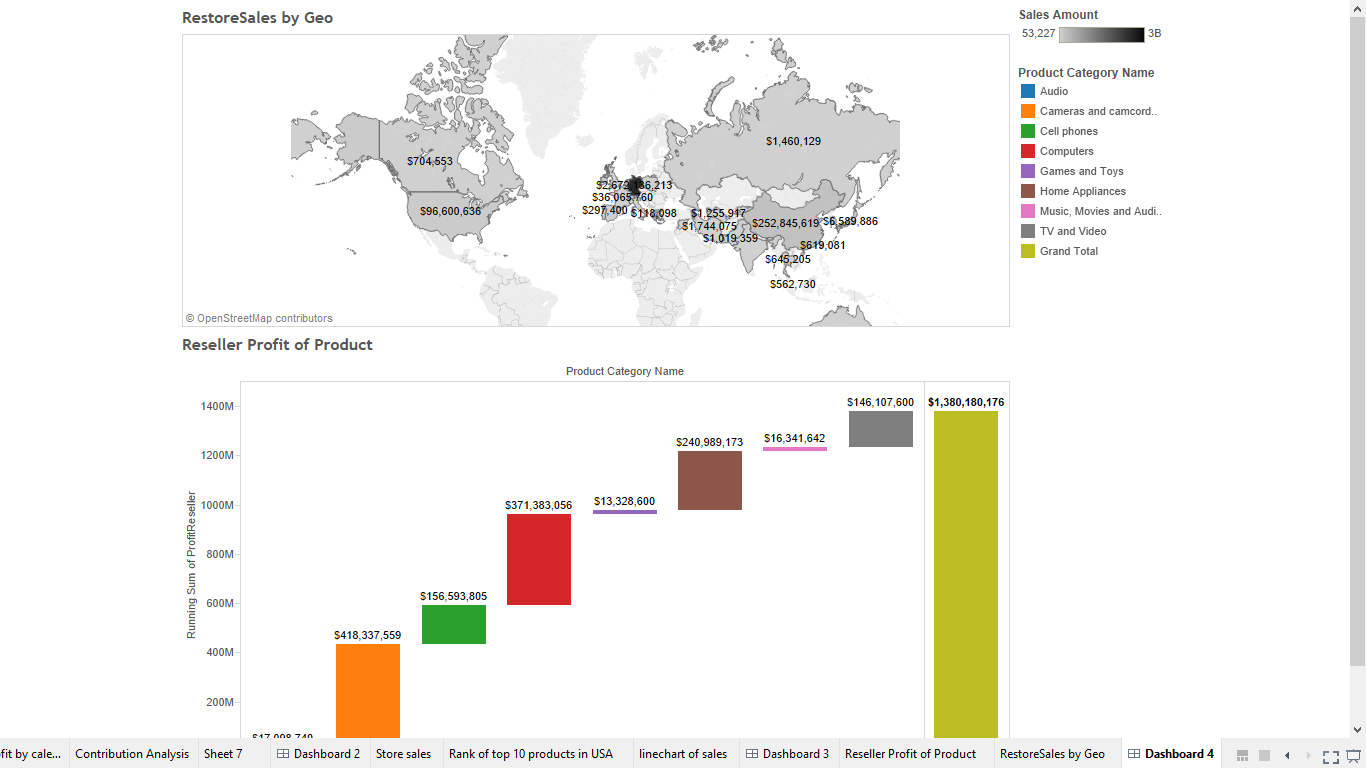 RestoreSales by Geo
$1,460,129
$704,553
$36,065,760
$96,600,636
$297,400
$118,098
$1,255,917
$252,845,619
$6,589,886
$1,744,075
$1,019,359
$619,081
$645,205
$562,730
© OpenStreetMap contributors
Sales Amount
53,227 3B
Product Category Name
Audio
Cameras and camcord..
Cell phones
Computers
Games and Toys
Home Appliances
Music, Movies and Audi..
TV and Video
Grand Total
Reseller Profit of Product
Product Category Name
Running Sum of ProfitReseller
1400M
1200M
1000M
800M
600M
400M
200M
$418,337,559
$156,593,805
$371,383,056
$13,328,600
$240,989,173
$16,341,642
$146,107,600
$1,380,180,176
fit by cale... Contribution Analysis Sheet 7 Dashboard 2 Store sales Rank of top 10 products in USA linechart of sales Dashboard 3 Reseller Profit of Product RestoreSales by Geo Dashboard 4